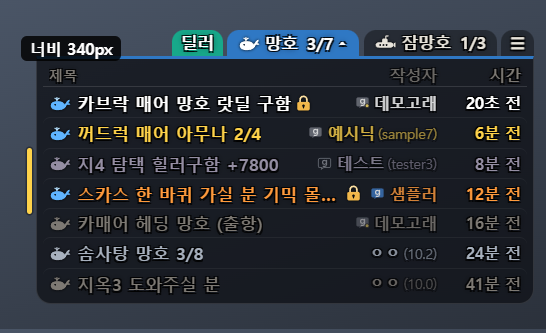 너비 340px
딜러 망호 3/7 잠망호 1/3
제목 작성자 시간
카브락 매어 망호 랏딜 구함 데모고래 20초 전
꺼드럭 매어 아무나 2/4 예시닉 (sample7) 6분 전
지4 탐택 힐러구함 +7800 테스트 (tester3) 8분 전
스카스 한 바퀴 가실 분 기믹 몰... 샘플러 12분 전
카매어 헤딩 망호 (출항) 데모고래 16분 전
솜사탕 망호 3/8 ㅇㅇ (10.2) 24분 전
지옥3 도와주실 분 ㅇㅇ (10.0) 41분 전